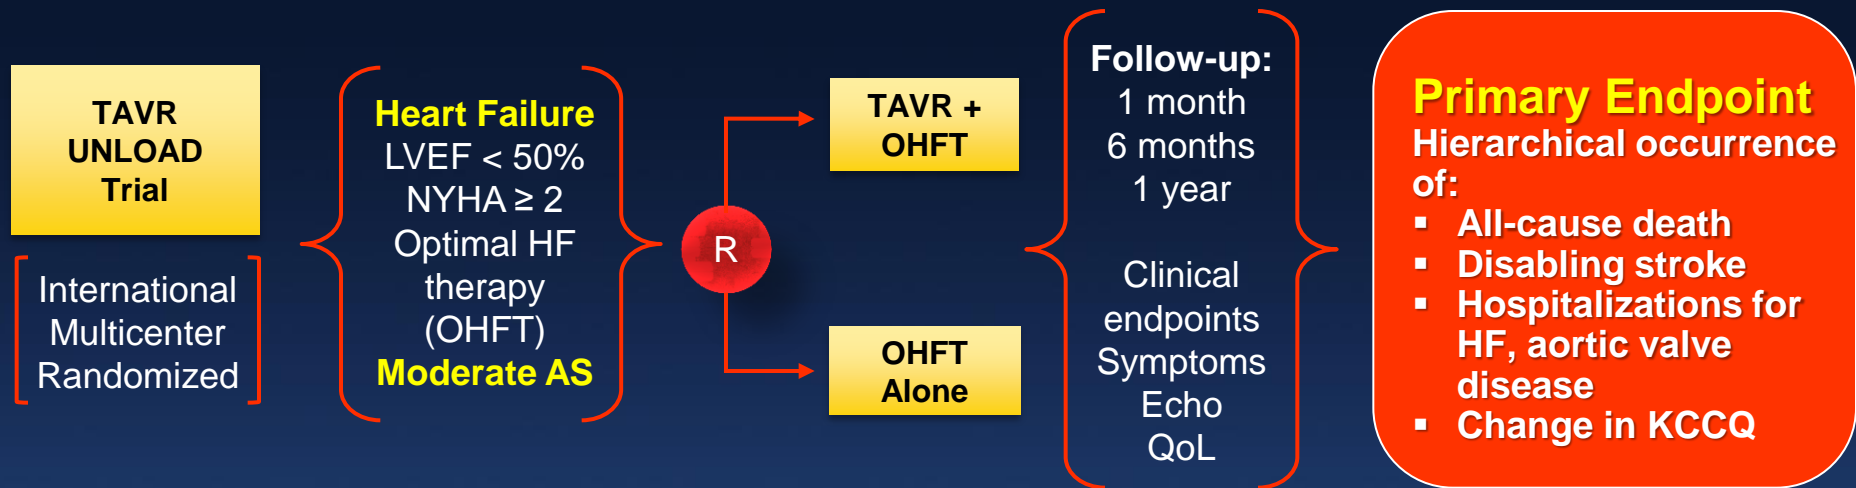 TAVR
UNLOAD
Trial
International
Multicenter
Randomized
Heart Failure
LVEF < 50%
NYHA ≥ 2
Optimal HF
therapy
(OHFT)
Moderate AS
R
TAVR +
OHFT
OHFT
Alone
Follow-up:
1 month
6 months
1 year
Clinical
endpoints
Symptoms
Echo
QoL
Primary Endpoint
Hierarchical occurrence
of:
▪ All-cause death
▪ Disabling stroke
▪ Hospitalizations for
HF, aortic valve
disease
▪ Change in KCCQ